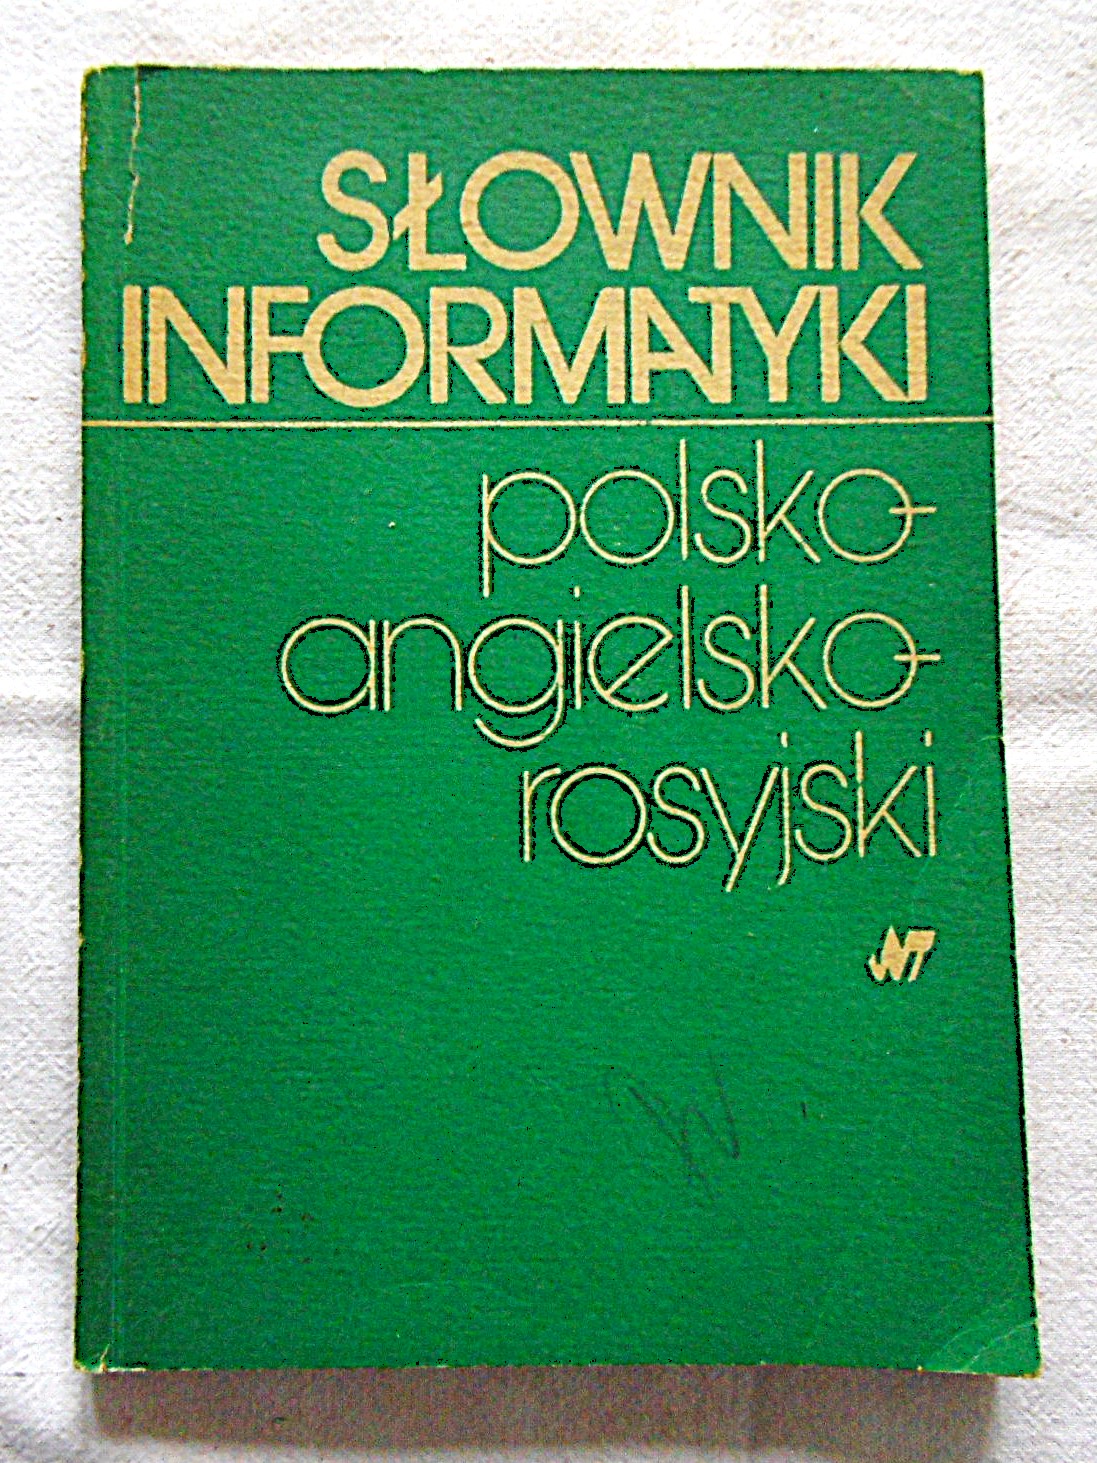 SŁOWNIK
INFORMATYKI
polsko-
angielsko-
rosyjski
WNT